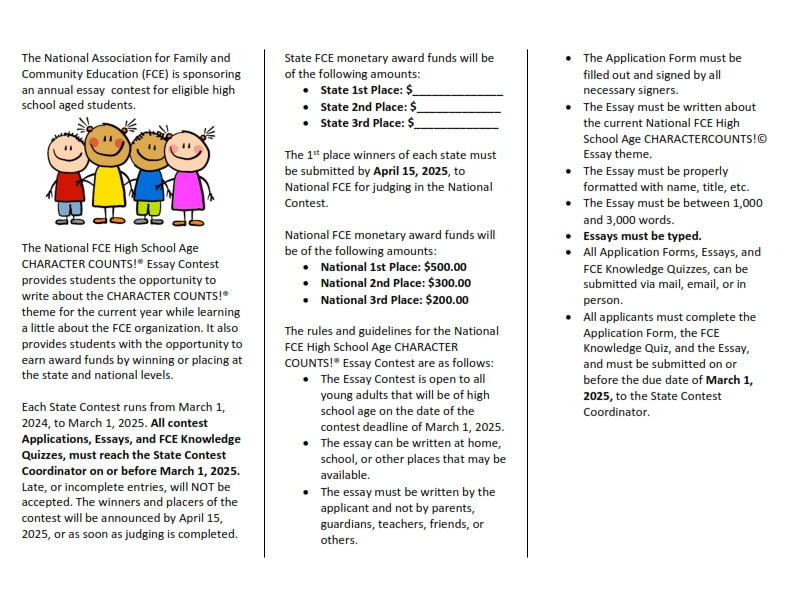 The National Association for Family and
Community Education (FCE) is sponsoring
an annual essay  contest for eligible high
school aged students.
The National FCE High School Age
CHARACTER COUNTS!® Essay Contest
provides students the opportunity to
write about the CHARACTER COUNTS!®
theme for the current year while learning
a little about the FCE organization. It also
provides students with the opportunity to
earn award funds by winning or placing at
the state and national levels.
Each State Contest runs from March 1,
2024, to March 1, 2025. All contest
Applications, Essays, and FCE Knowledge
Quizzes, must reach the State Contest
Coordinator on or before March 1, 2025.
Late, or incomplete entries, will NOT be
accepted. The winners and placers of the
contest will be announced by April 15,
2025, or as soon as judging is completed.
State FCE monetary award funds will be
of the following amounts:
• State 1st Place: $______________
• State 2nd Place: $_____________
• State 3rd Place: $_____________
The 1st place winners of each state must
be submitted by April 15, 2025, to
National FCE for judging in the National
Contest.
National FCE monetary award funds will
be of the following amounts:
• National 1st Place: $500.00
• National 2nd Place: $300.00
• National 3rd Place: $200.00
The rules and guidelines for the National
FCE High School Age CHARACTER
COUNTS!® Essay Contest are as follows:
• The Essay Contest is open to all
young adults that will be of high
school age on the date of the
contest deadline of March 1, 2025.
• The essay can be written at home,
school, or other places that may be
available.
• The essay must be written by the
applicant and not by parents,
guardians, teachers, friends, or
others.
• The Application Form must be
filled out and signed by all
necessary signers.
• The Essay must be written about
the current National FCE High
School Age CHARACTERCOUNTS!©
Essay theme.
• The Essay must be properly
formatted with name, title, etc.
• The Essay must be between 1,000
and 3,000 words.
• Essays must be typed.
• All Application Forms, Essays, and
FCE Knowledge Quizzes, can be
submitted via mail, email, or in
person.
• All applicants must complete the
Application Form, the FCE
Knowledge Quiz, and the Essay,
and must be submitted on or
before the due date of March 1,
2025, to the State Contest
Coordinator.